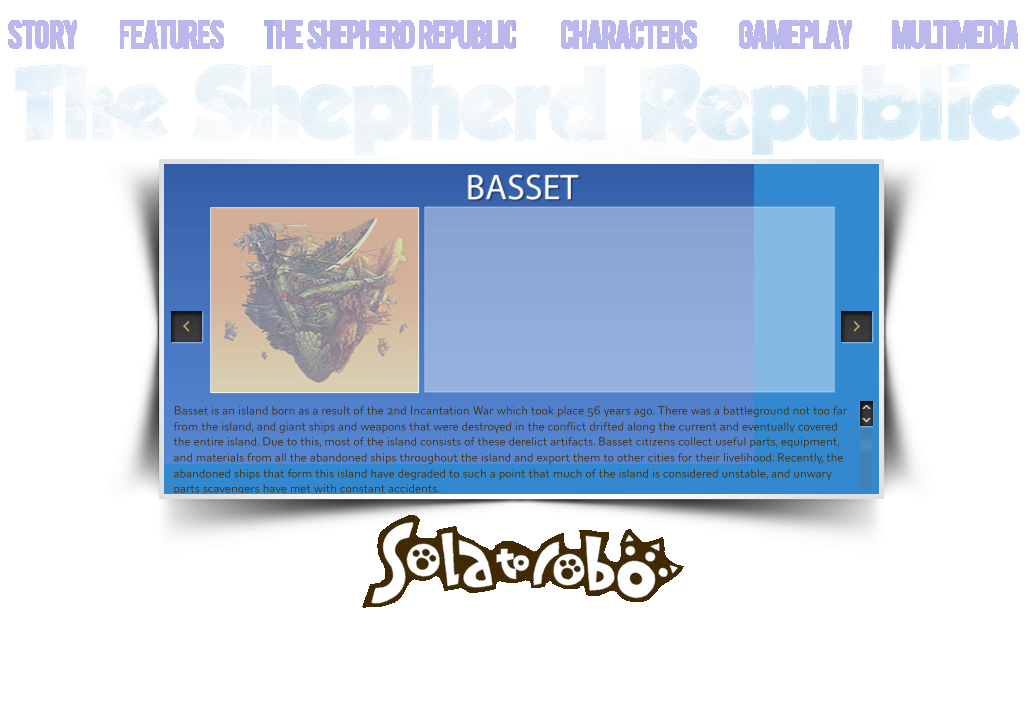 STORY FEATURES THE SHEPHERD REPUBLIC CHARACTERS GAMEPLAY MULTIMEDIA
The Shepherd Republic
BASSET
Basset is an island born as a result of the 2nd Incantation War which took place 56 years ago. There was a battleground not too far
from the island, and giant ships and weapons that were destroyed in the conflict drifted along the current and eventually covered
the entire island. Due to this, most of the island consists of these derelict artifacts. Basset citizens collect useful parts, equipment,
and materials from all the abandoned ships throughout the island and export them to other cities for their livelihood. Recently, the
abandoned ships that form this island have degraded to such a point that much of the island is considered unstable, and unwary
parts scavengers have met with constant accidents.
Solatorobo